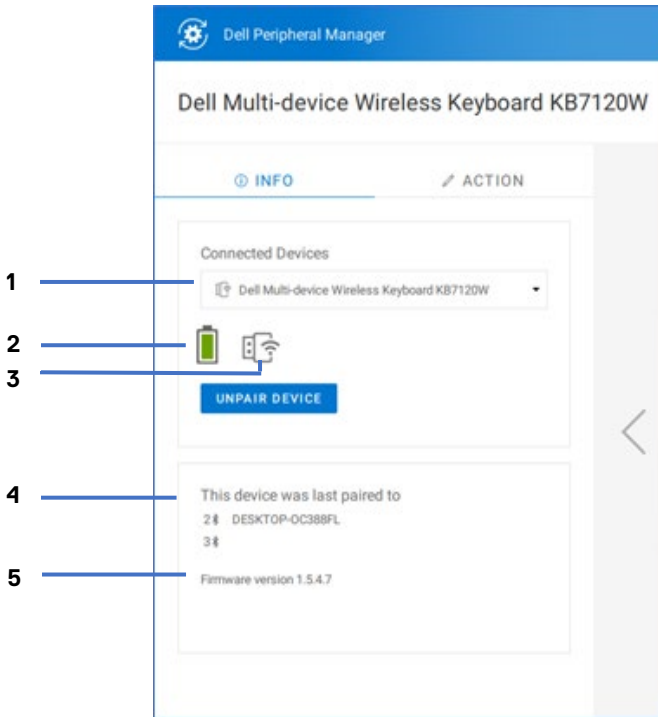 Dell Peripheral Manager
Dell Multi-device Wireless Keyboard KB7120W
INFO ACTION
Connected Devices
1 Dell Multi-device Wireless Keyboard KB7120W
2
3
UNPAIR DEVICE
4 This device was last paired to
2 DESKTOP-OC388FL
3
5 Firmware version 1.5.4.7